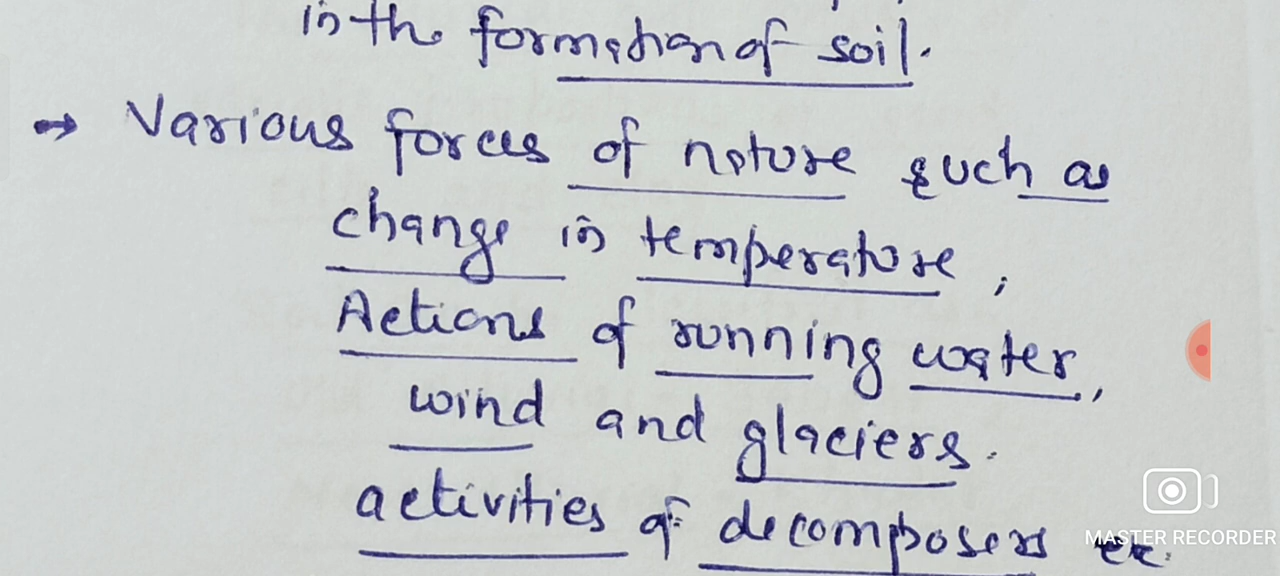 in the formation of soil.
→ Various forces of nature such as
change in temperature,
Actions of running water,
wind and glaciers.
activities of decomposers
MASTER RECORDER